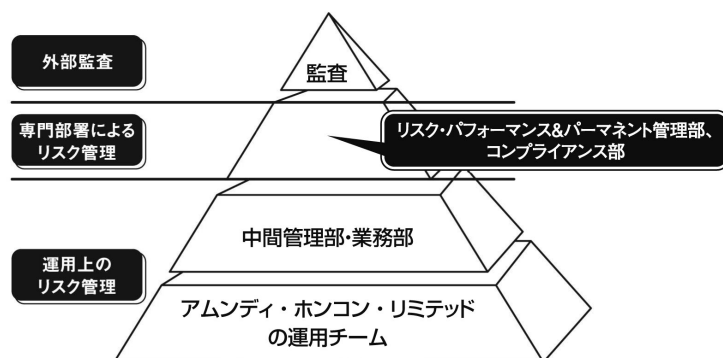 外部監査
監査
専門部署による
リスク管理
リスク・パフォーマンス&パーマネント管理部、
コンプライアンス部
中間管理部・業務部
運用上の
リスク管理
アムンディ・ホンコン・リミテッド
の運用チーム